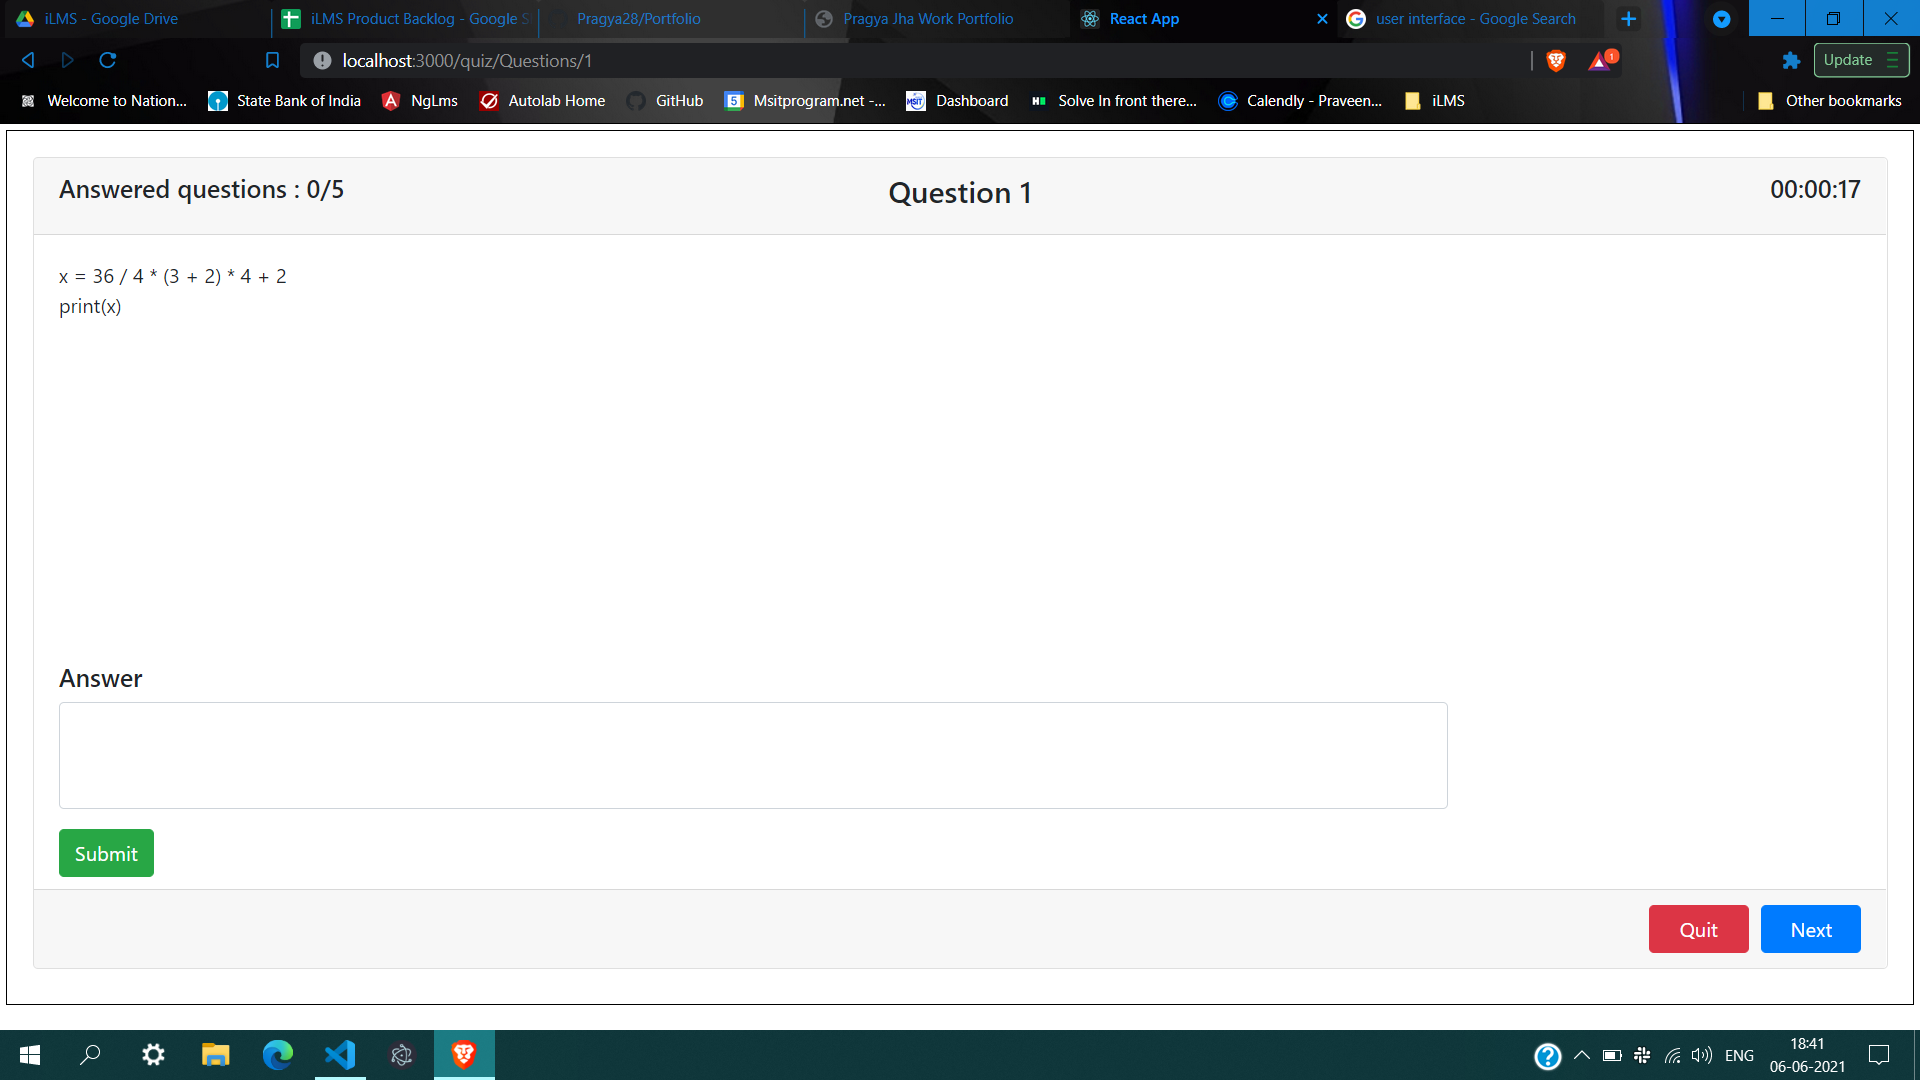 iLMS - Google Drive
iLMS Product Backlog - Google S
Pragya28/Portfolio
Pragya Jha Work Portfolio
React App
user interface - Google Search
localhost:3000/quiz/Questions/1
1
Update
Welcome to Nation...
State Bank of India
NgLms
Autolab Home
GitHub
5
Msitprogram.net -...
MSIT
Dashboard
H
Solve In front there...
Calendly - Praveen...
iLMS
Other bookmarks
Answered questions : 0/5
Question 1
00:00:17
x = 36 / 4 * (3 + 2) * 4 + 2
print(x)
Answer
Submit
Quit
Next
ENG
18:41
06-06-2021